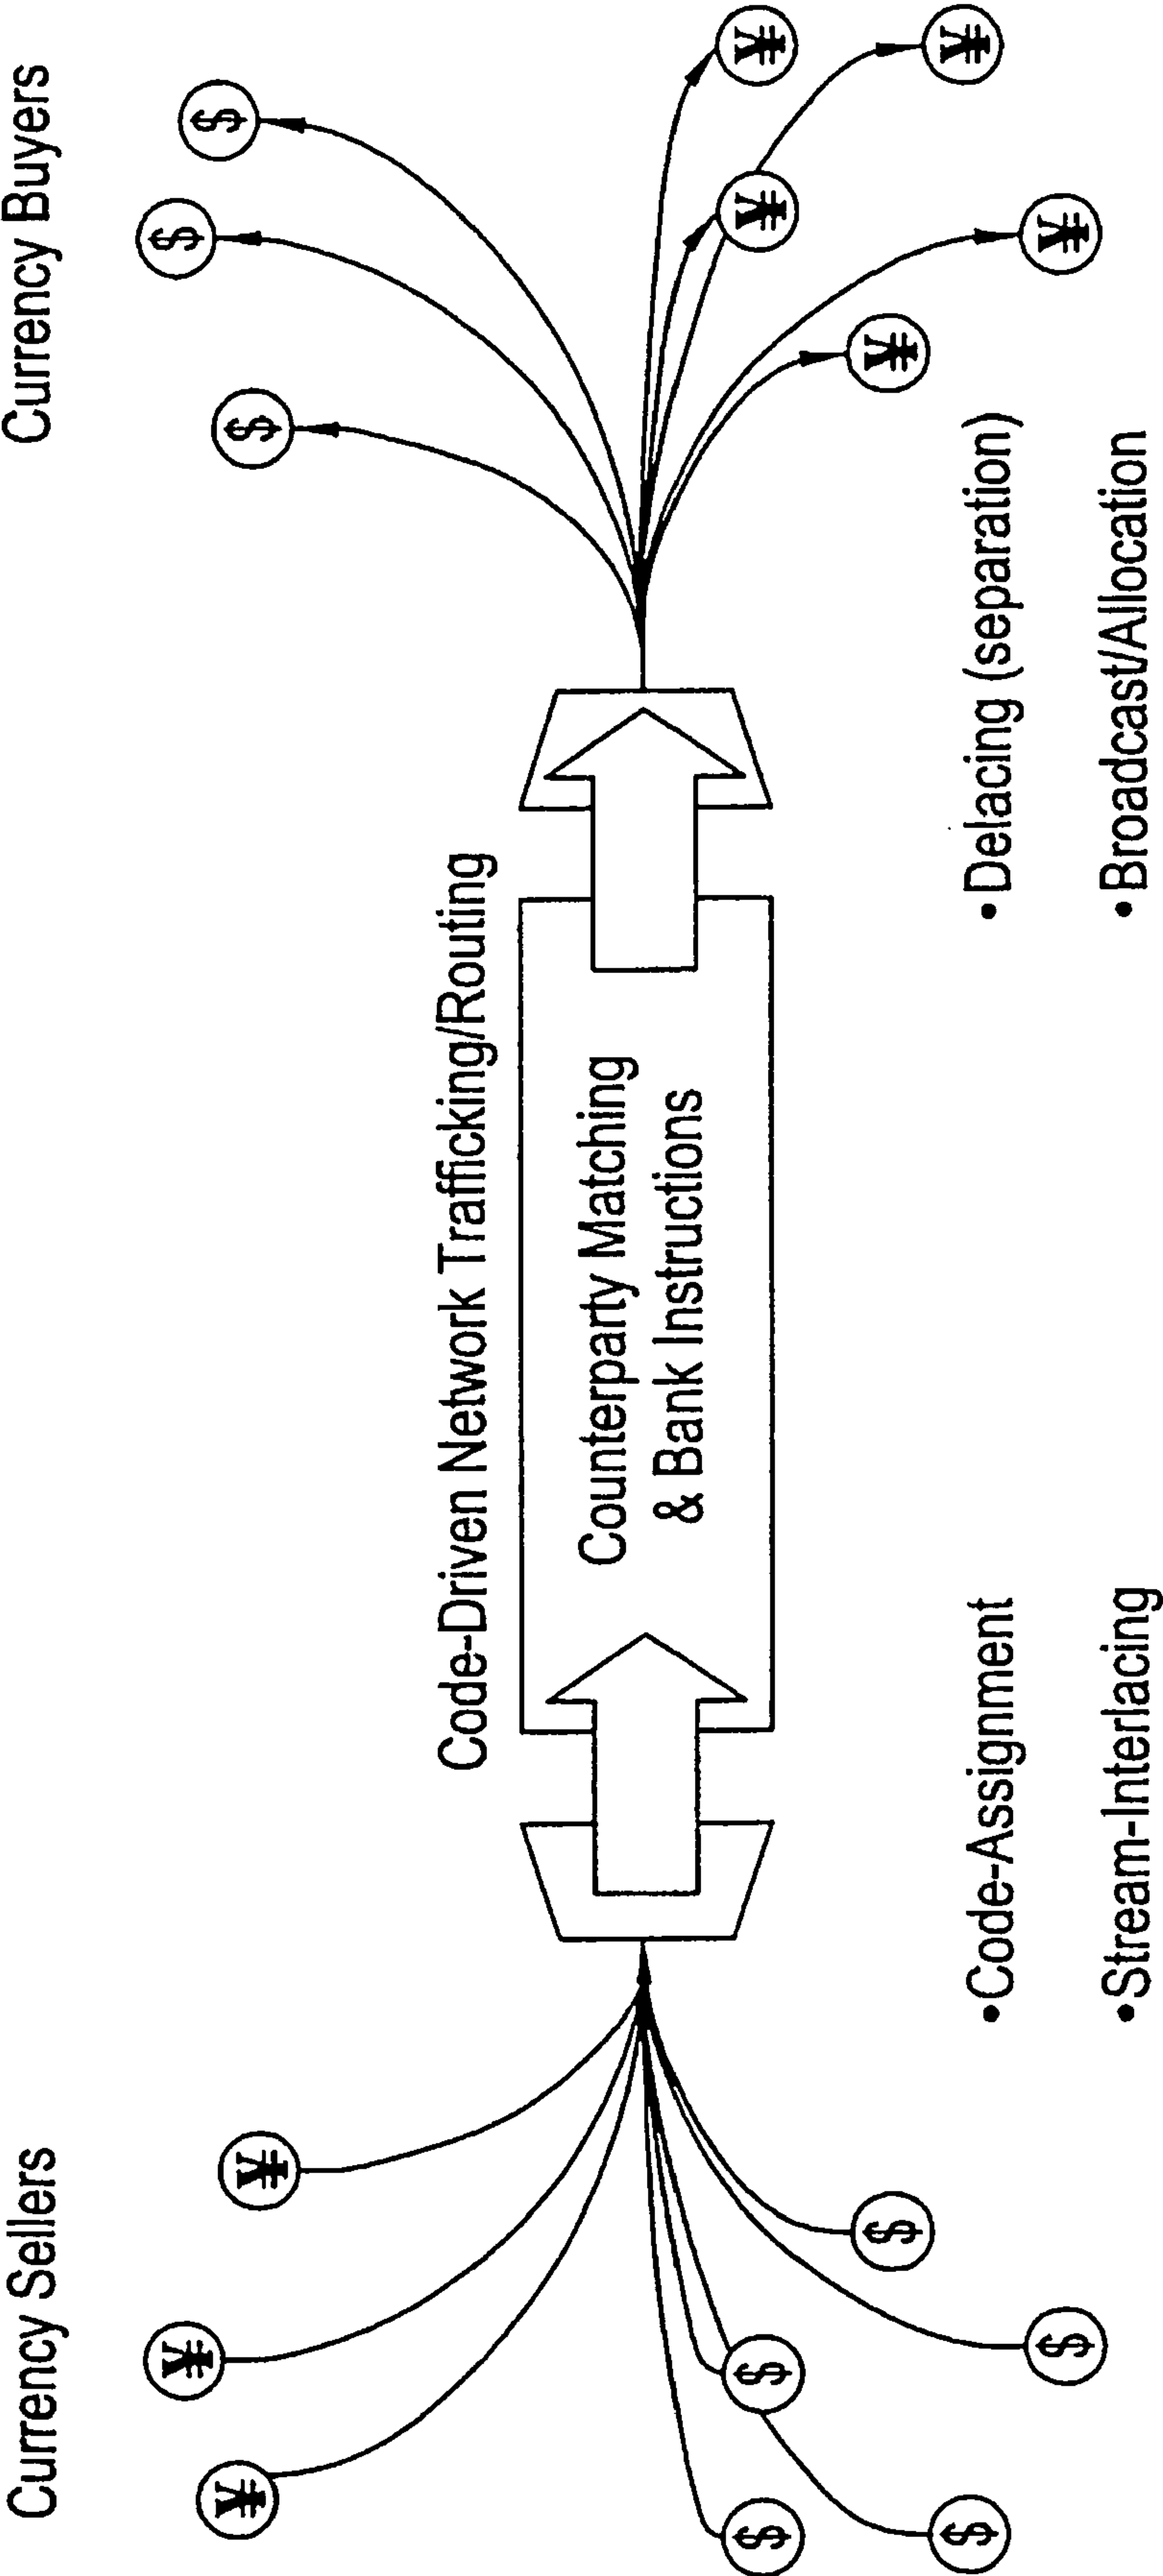 Currency Sellers
Currency Buyers
¥
¥
¥
$
$
$
Code-Driven Network Trafficking/Routing
Counterparty Matching
& Bank Instructions
$
$
$
$
$
¥
¥
¥
¥
¥
•Code-Assignment
•Stream-Interlacing
•Delacing (separation)
•Broadcast/Allocation